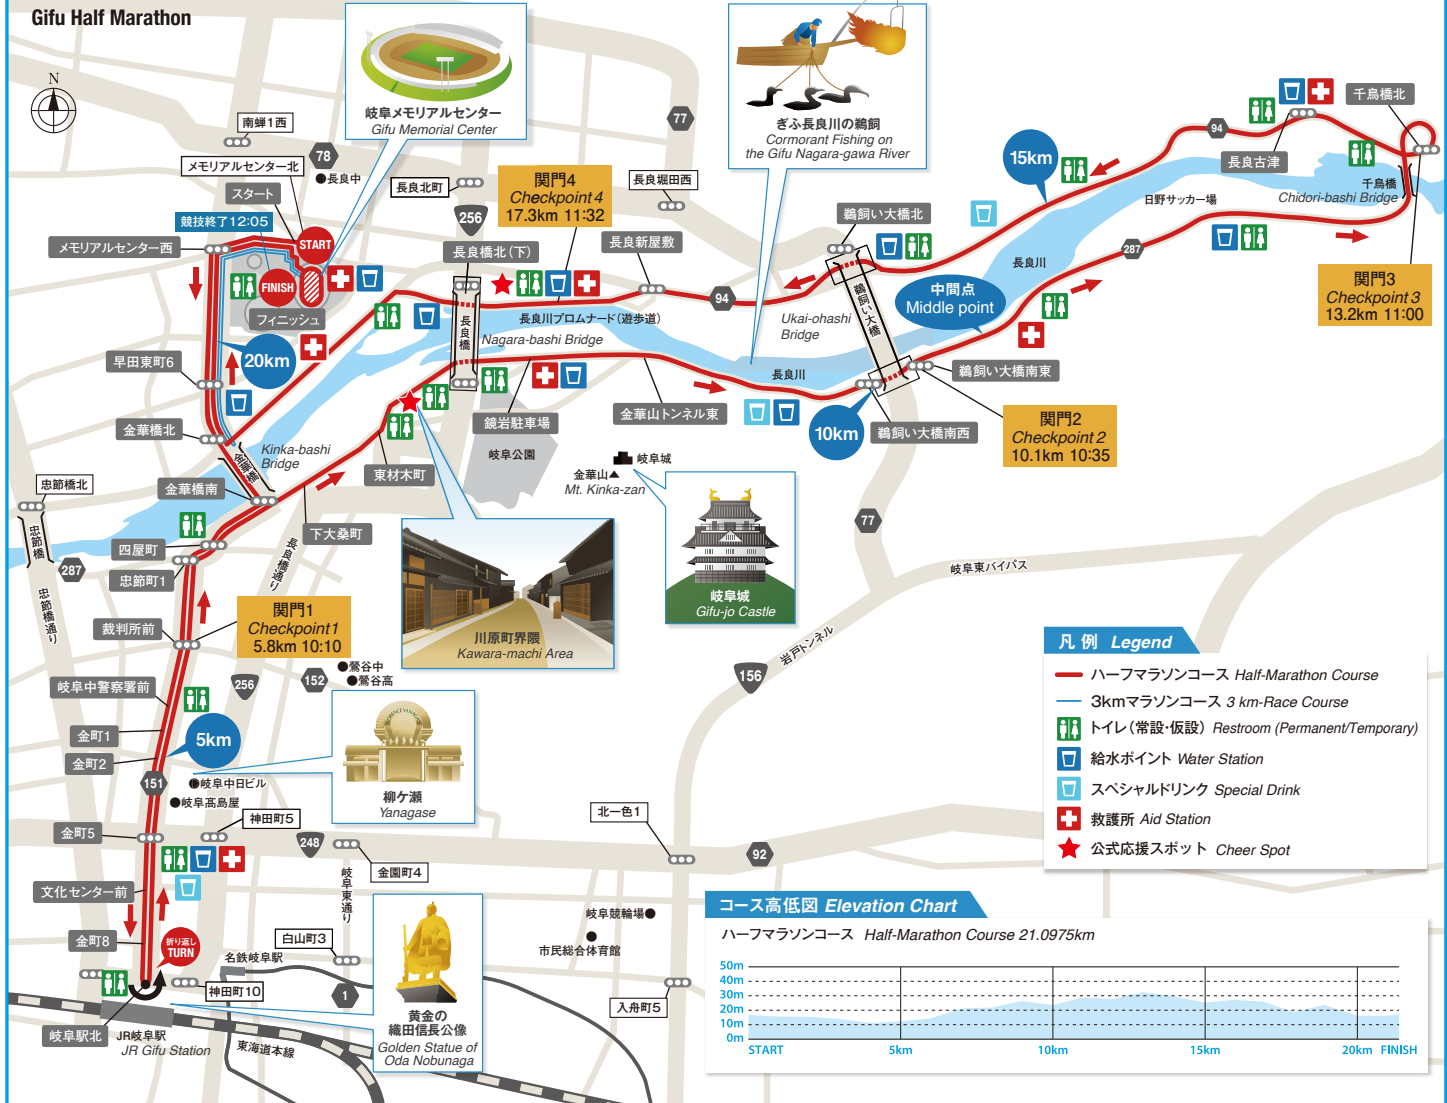 Gifu Half Marathon
N
岐阜メモリアルセンター
Gifu Memorial Center
ぎふ長良川の鵜飼
Cormorant Fishing on
the Gifu Nagara-gawa River
77
南蝉1西
78
メモリアルセンター北
長良中
スタート
競技終了12:05
START
メモリアルセンター西
FINISH
フィニッシュ
長良北町
256
長良橋北(下)
関門4
Checkpoint 4
17.3km 11:32
長良堀田西
長良新屋敷
94
鵜飼い大橋北
15km
94
長良古津
千鳥橋北
千鳥橋
Chidori-bashi Bridge
日野サッカー場
287
長良川
関門3
Checkpoint 3
13.2km 11:00
中間点
Middle point
鵜飼い大橋
Ukai-ohashi
Bridge
長良川プロムナード(遊歩道)
長良橋
Nagara-bashi Bridge
長良川
20km
早田東町6
金華橋北
Kinka-bashi
Bridge
金華橋
金華橋南
鏡岩駐車場
岐阜公園
金華山トンネル東
10km
鵜飼い大橋南西
鵜飼い大橋南東
関門2
Checkpoint 2
10.1km 10:35
東材木町
岐阜城
金華山
Mt. Kinka-zan
岐阜城
Gifu-jo Castle
77
忠節橋北
忠節橋
287
忠節橋通り
四屋町
忠節町1
下大桑町
長良橋通り
川原町界隈
Kawara-machi Area
岐阜東バイパス
岩戸トンネル
156
裁判所前
関門1
Checkpoint1
5.8km 10:10
鶯谷中
鶯谷高
152
256
岐阜中警察署前
金町1
5km
金町2
151
岐阜中日ビル
岐阜髙島屋
柳ケ瀬
Yanagase
金町5
神田町5
248
金園町4
岐阜東通り
北一色1
92
文化センター前
金町8
折り返し
TURN
白山町3
名鉄岐阜駅
神田町10
1
岐阜駅北
JR岐阜駅
JR Gifu Station
東海道本線
黄金の
織田信長公像
Golden Statue of
Oda Nobunaga
岐阜競輪場
市民総合体育館
入舟町5
凡例 Legend
ハーフマラソンコース Half-Marathon Course
3kmマラソンコース 3 km-Race Course
トイレ(常設・仮設) Restroom (Permanent/Temporary)
給水ポイント Water Station
スペシャルドリンク Special Drink
救護所 Aid Station
公式応援スポット Cheer Spot
コース高低図 Elevation Chart
ハーフマラソンコース Half-Marathon Course 21.0975km
50m
40m
30m
20m
10m
0m
START 5km 10km 15km 20km FINISH